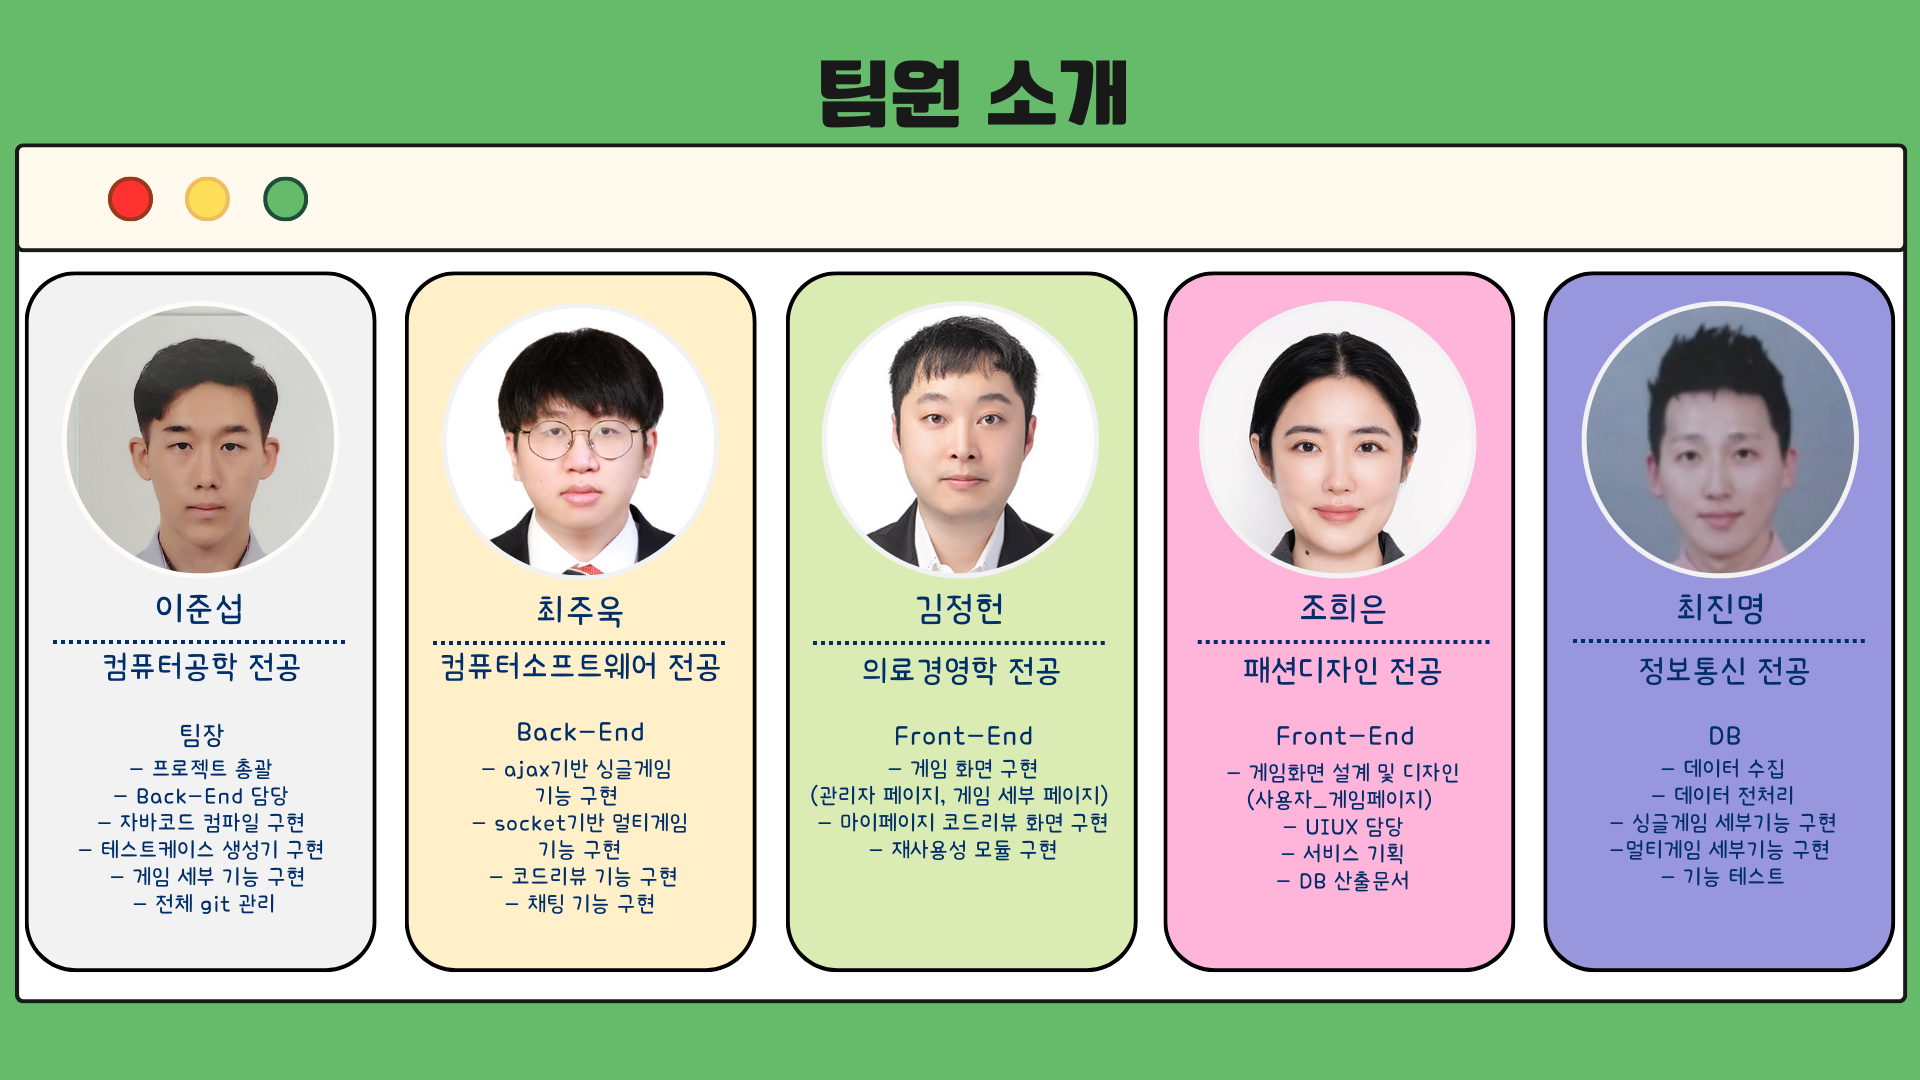 팀원 소개
이준섭
컴퓨터공학 전공
팀장
- 프로젝트 총괄
- Back-End 담당
- 자바코드 컴파일 구현
- 테스트케이스 생성기 구현
- 게임 세부 기능 구현
- 전체 git 관리
최주욱
컴퓨터소프트웨어 전공
Back-End
- ajax기반 싱글게임
기능 구현
- socket기반 멀티게임
기능 구현
- 코드리뷰 기능 구현
- 채팅 기능 구현
김정헌
의료경영학 전공
Front-End
- 게임 화면 구현
(관리자 페이지, 게임 세부 페이지)
- 마이페이지 코드리뷰 화면 구현
- 재사용성 모듈 구현
조희은
패션디자인 전공
Front-End
- 게임화면 설계 및 디자인
(사용자_게임페이지)
- UIUX 담당
- 서비스 기획
- DB 산출문서
최진명
정보통신 전공
DB
- 데이터 수집
- 데이터 전처리
- 싱글게임 세부기능 구현
-멀티게임 세부기능 구현
- 기능 테스트